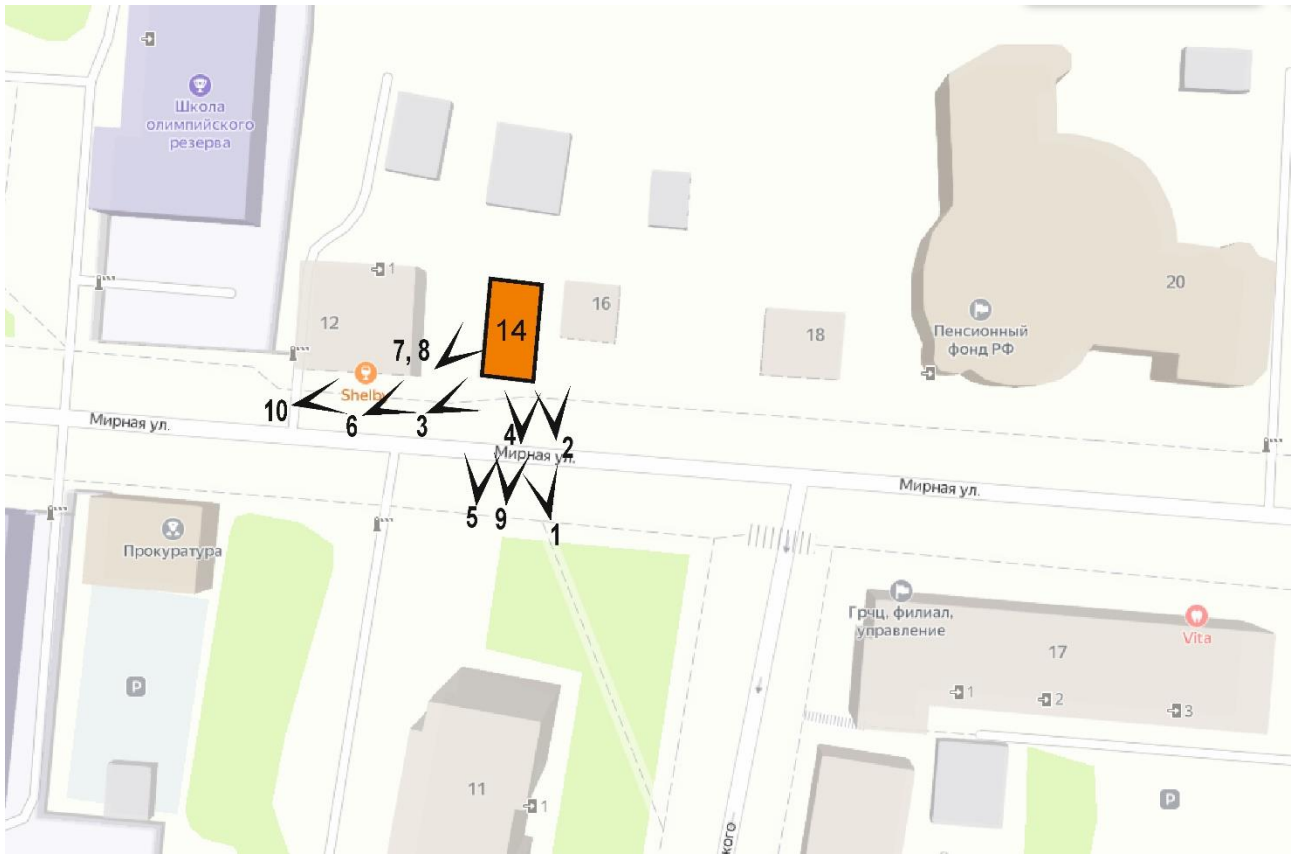 Школа
олимпийского
резерва
1
12
14
16
18
20
Пенсионный
фонд РФ
7, 8
Shelby
10
6
3
4
2
Мирная ул.
Мирная ул.
Мирная ул.
5
9
1
Прокуратура
Грчц, филиал,
управление
Vita
17
1
2
3
P
11
1
P
кого